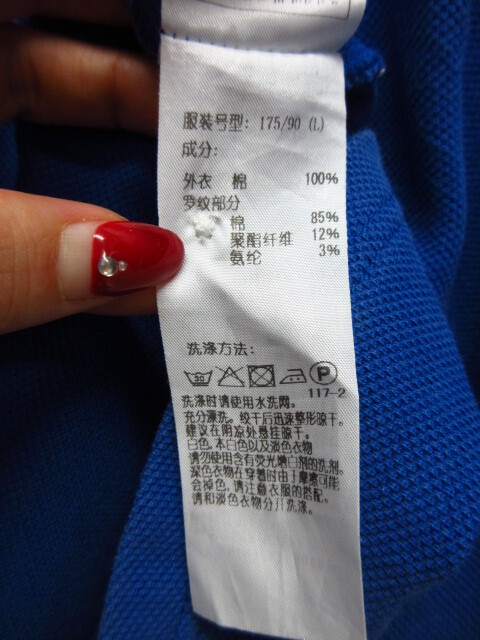 服装号型: 175/90 (L)
成分:
外衣 棉 100%
罗纹部分
棉 85%
聚酯纤维 12%
氨纶 3%
洗涤方法:
30 P
117-2
洗涤时请使用水洗网。
充分漂洗。绞干后迅速整形晾干。
建议在阴凉处悬挂晾干。
白色、本白色以及淡色衣物
请勿使用含有荧光增白剂的洗剂。
深色衣物在穿着时由于摩擦可能
会掉色，请注意衣服的搭配。
请和淡色衣物分开洗涤。